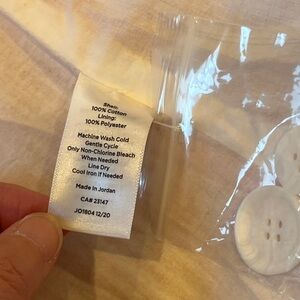 Shell:
100% Cotton
Lining:
100% Polyester
Machine Wash Cold
Gentle Cycle
Only Non-Chlorine Bleach
When Needed
Line Dry
Cool Iron If Needed
Made in Jordan
CA# 23147
JO1804 12/20